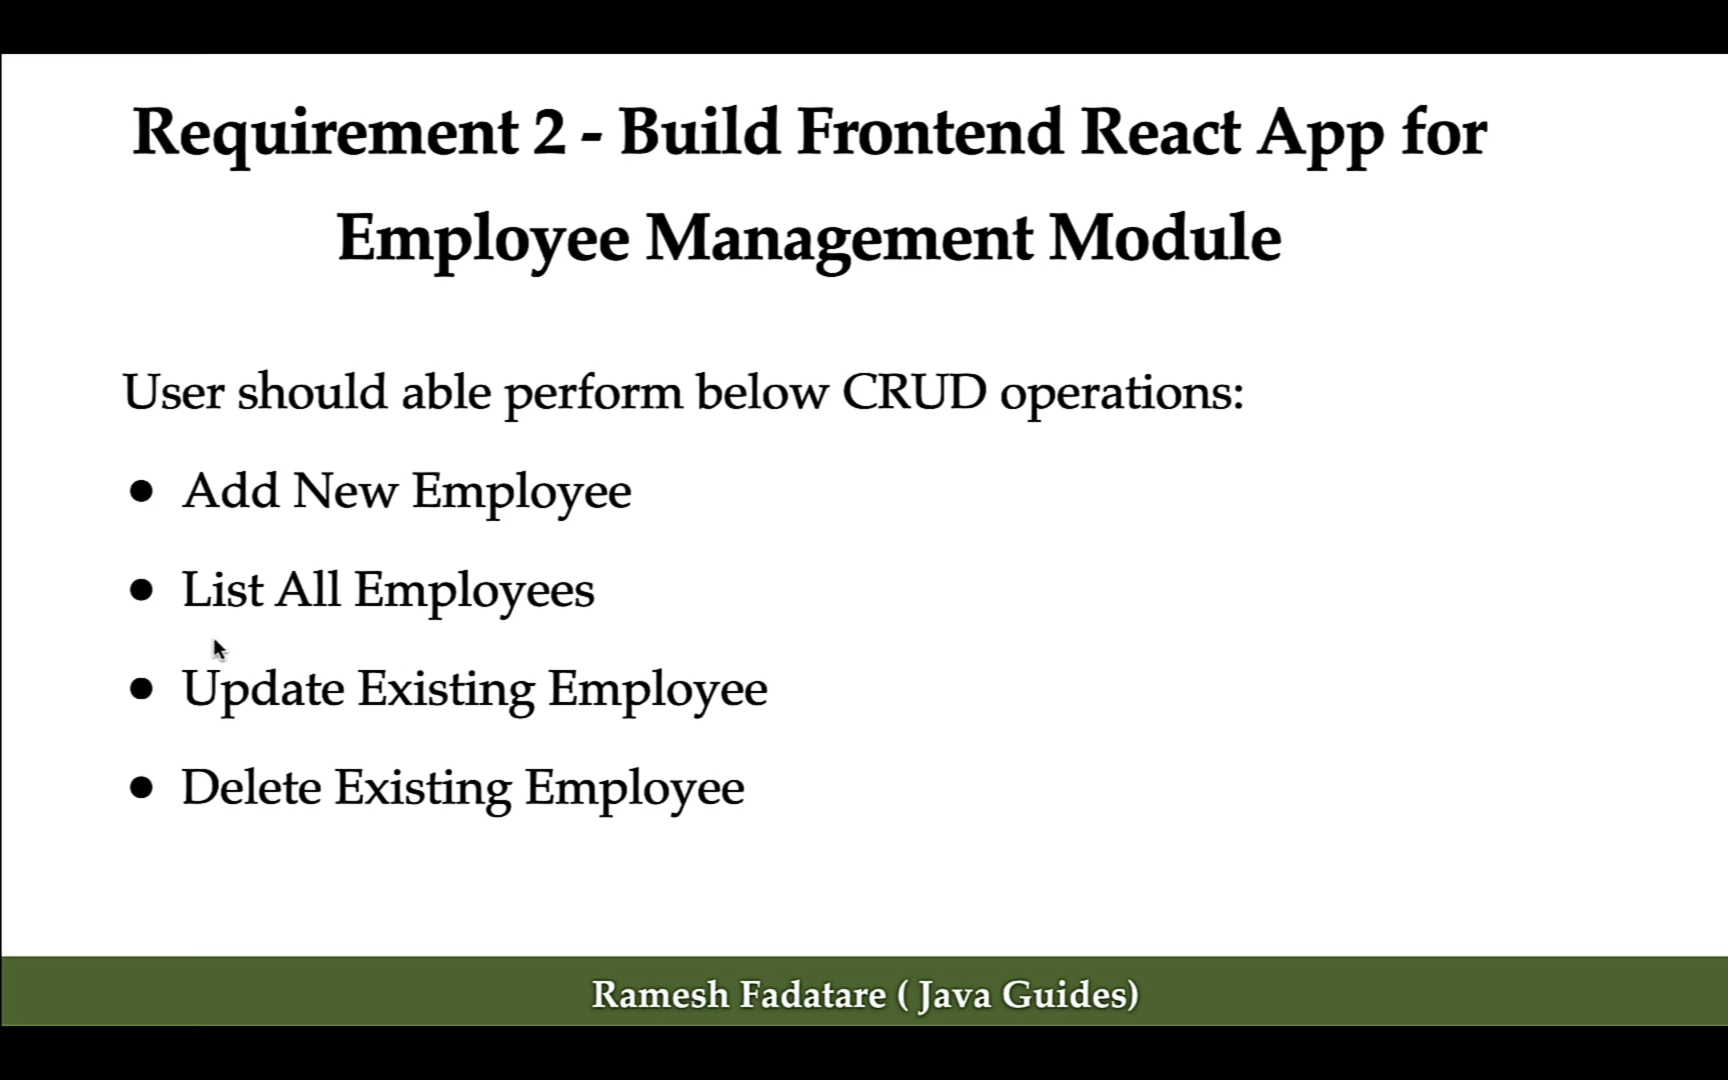 Requirement 2 - Build Frontend React App for
Employee Management Module
User should able perform below CRUD operations:
● Add New Employee
● List All Employees
● Update Existing Employee
● Delete Existing Employee
Ramesh Fadatare ( Java Guides)